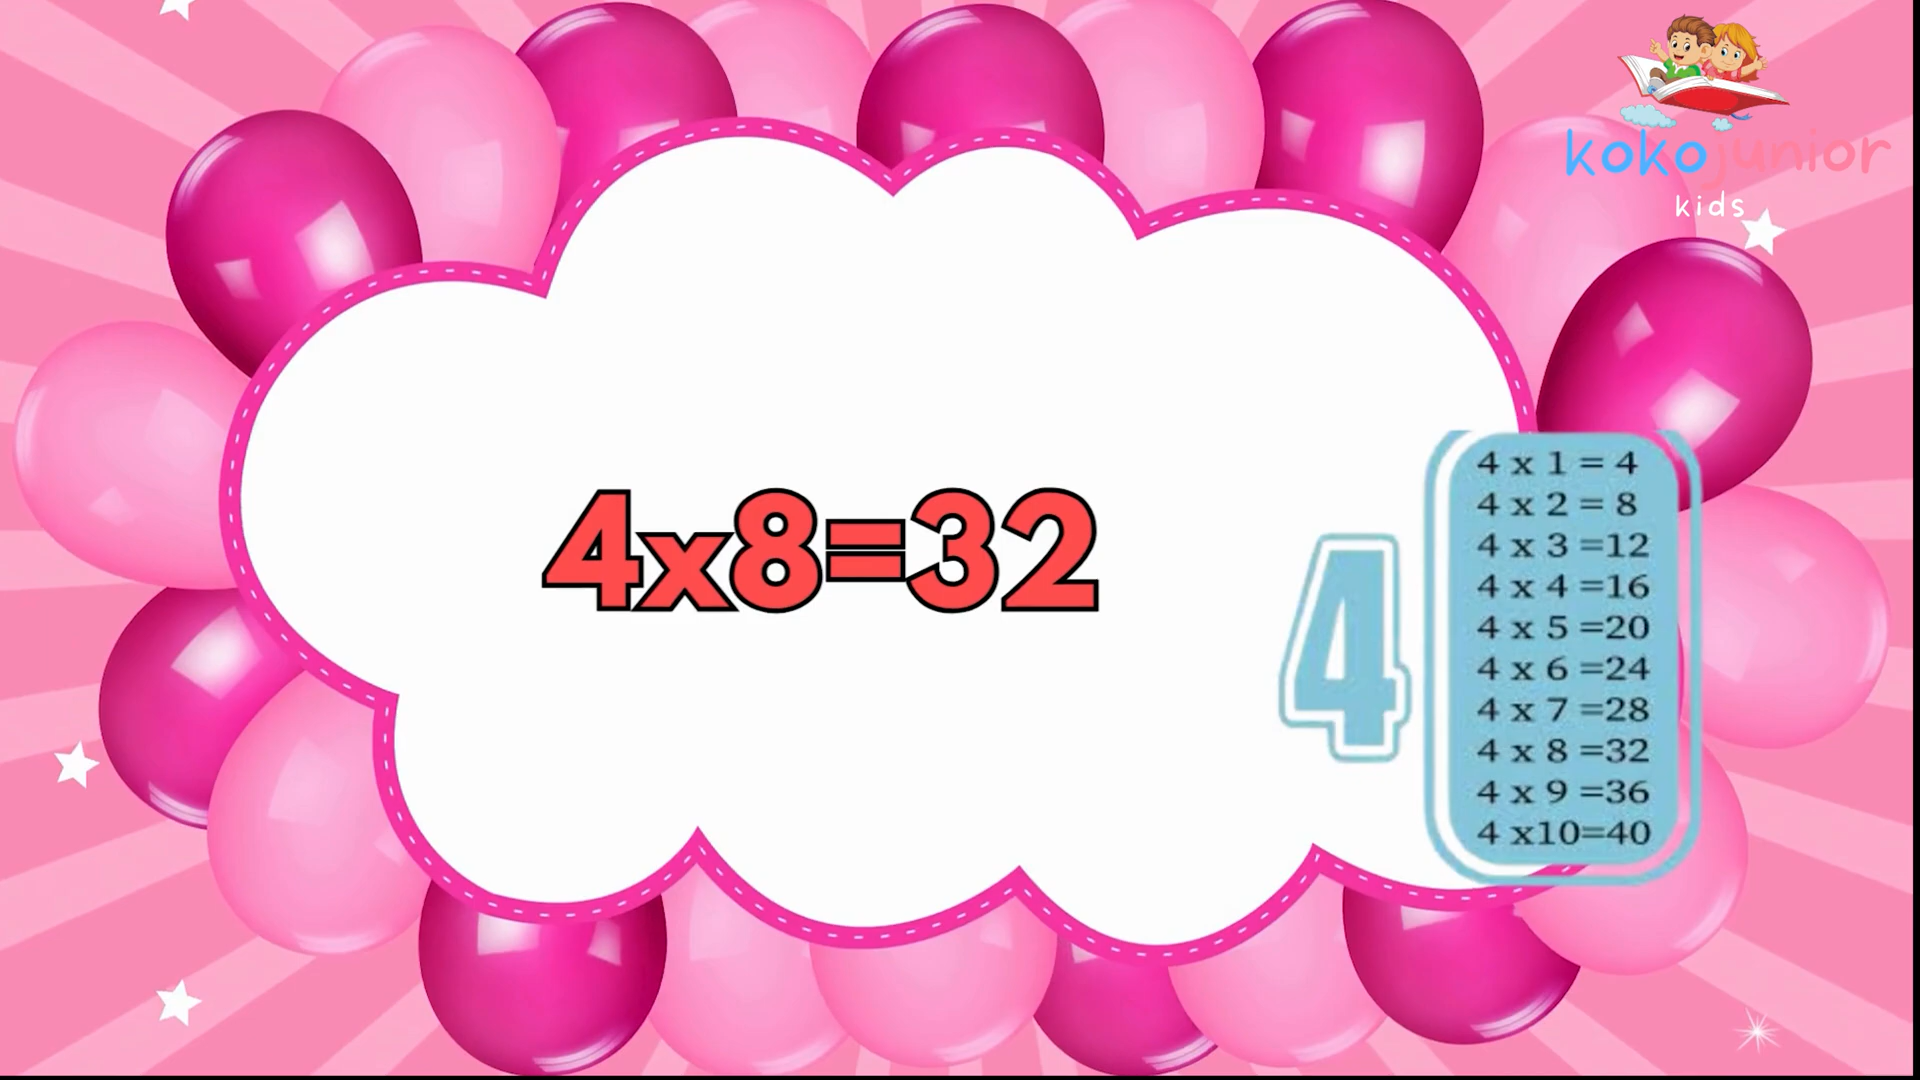 kokojunior
kids
4x8=32
4
4 x 1 = 4
4 x 2 = 8
4 x 3 =12
4 x 4 =16
4 x 5 =20
4 x 6 =24
4 x 7 =28
4 x 8 =32
4 x 9 =36
4 x10=40